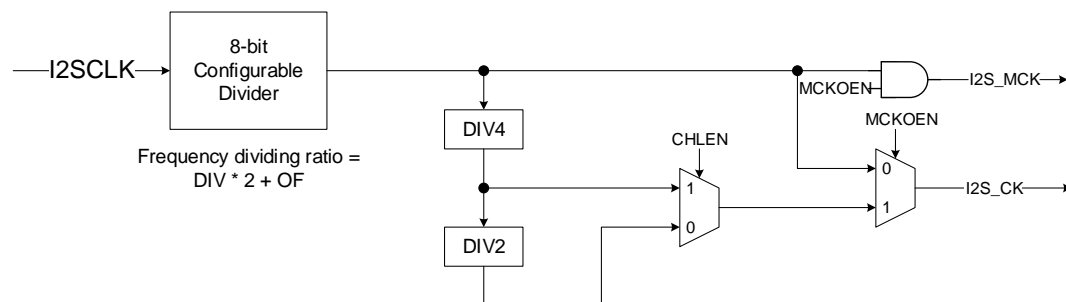 I2SCLK
8-bit
Configurable
Divider
Frequency dividing ratio =
DIV * 2 + OF
DIV4
DIV2
CHLEN
1
0
MCKOEN
I2S_MCK
MCKOEN
0
1
I2S_CK